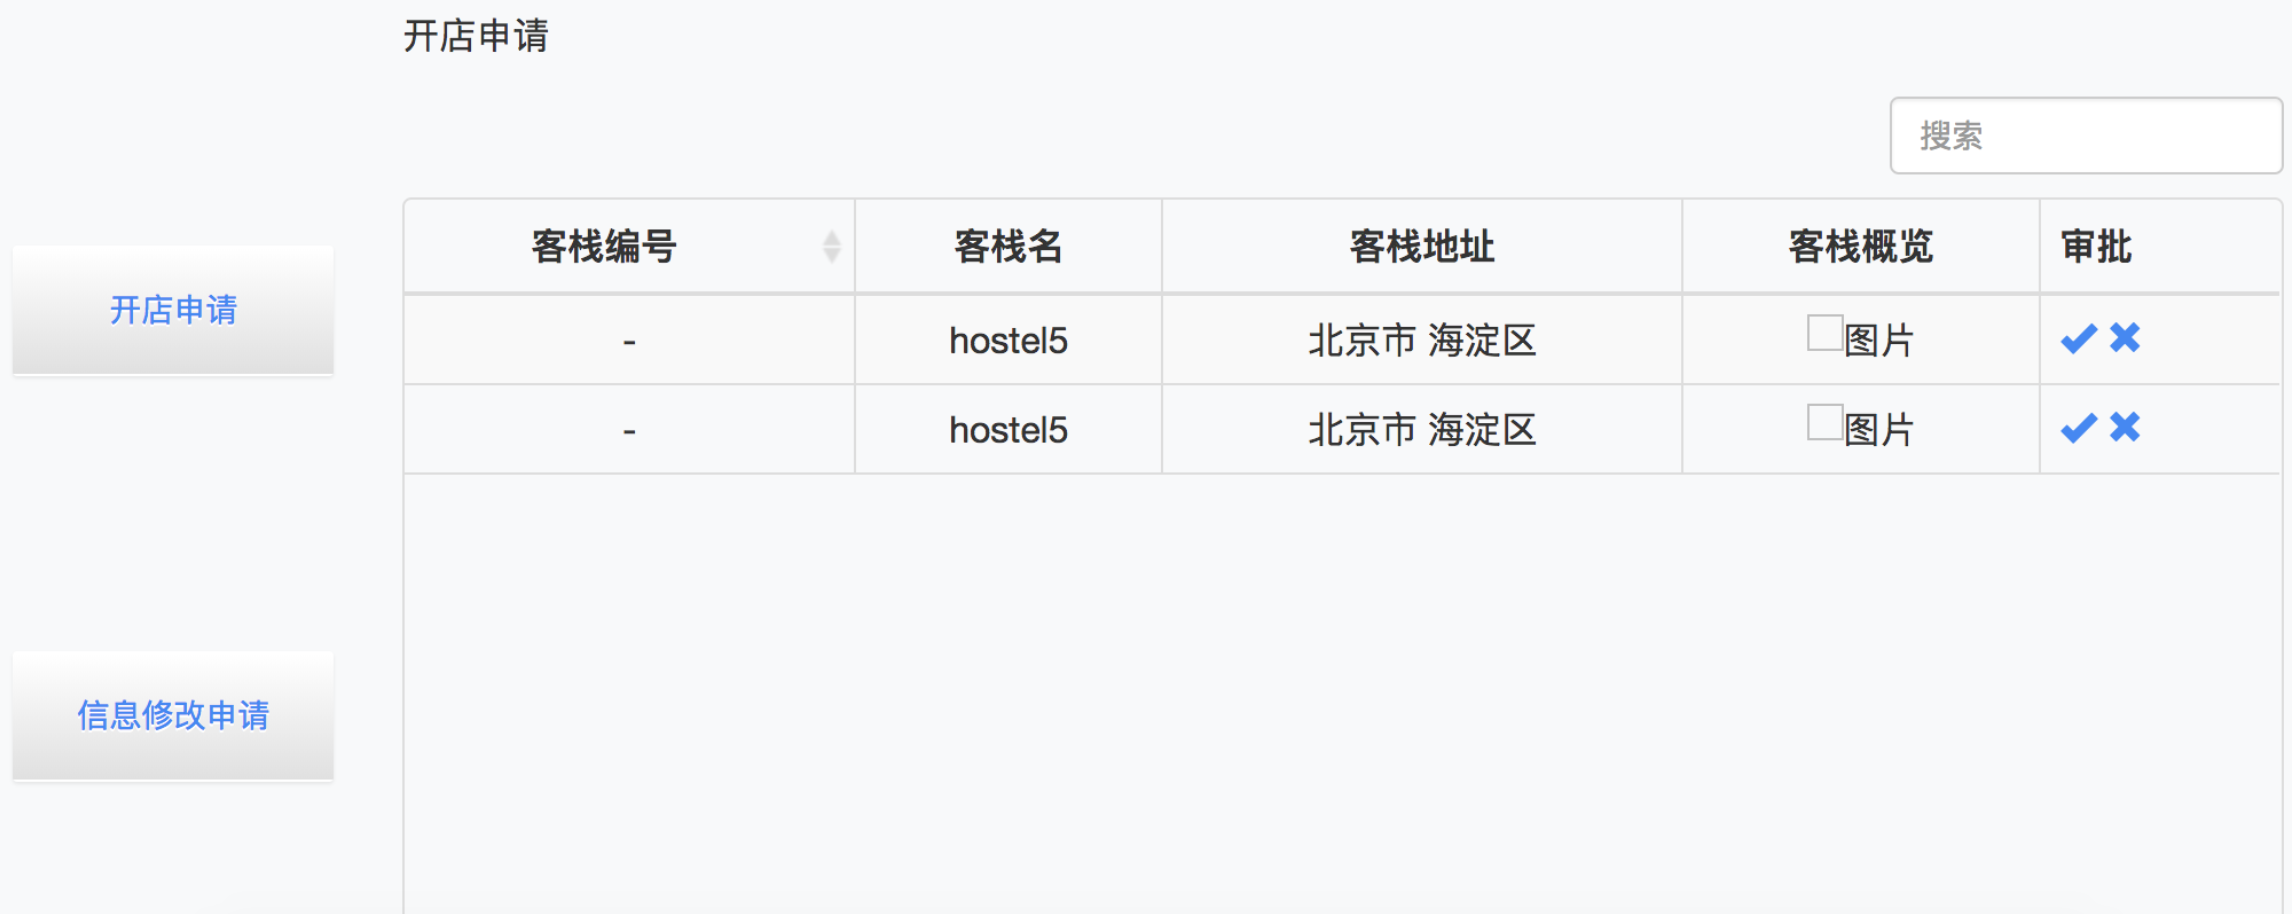 开店申请
搜索
客栈编号 客栈名 客栈地址 客栈概览 审批
- hostel5 北京市 海淀区 图片
- hostel5 北京市 海淀区 图片
开店申请
信息修改申请